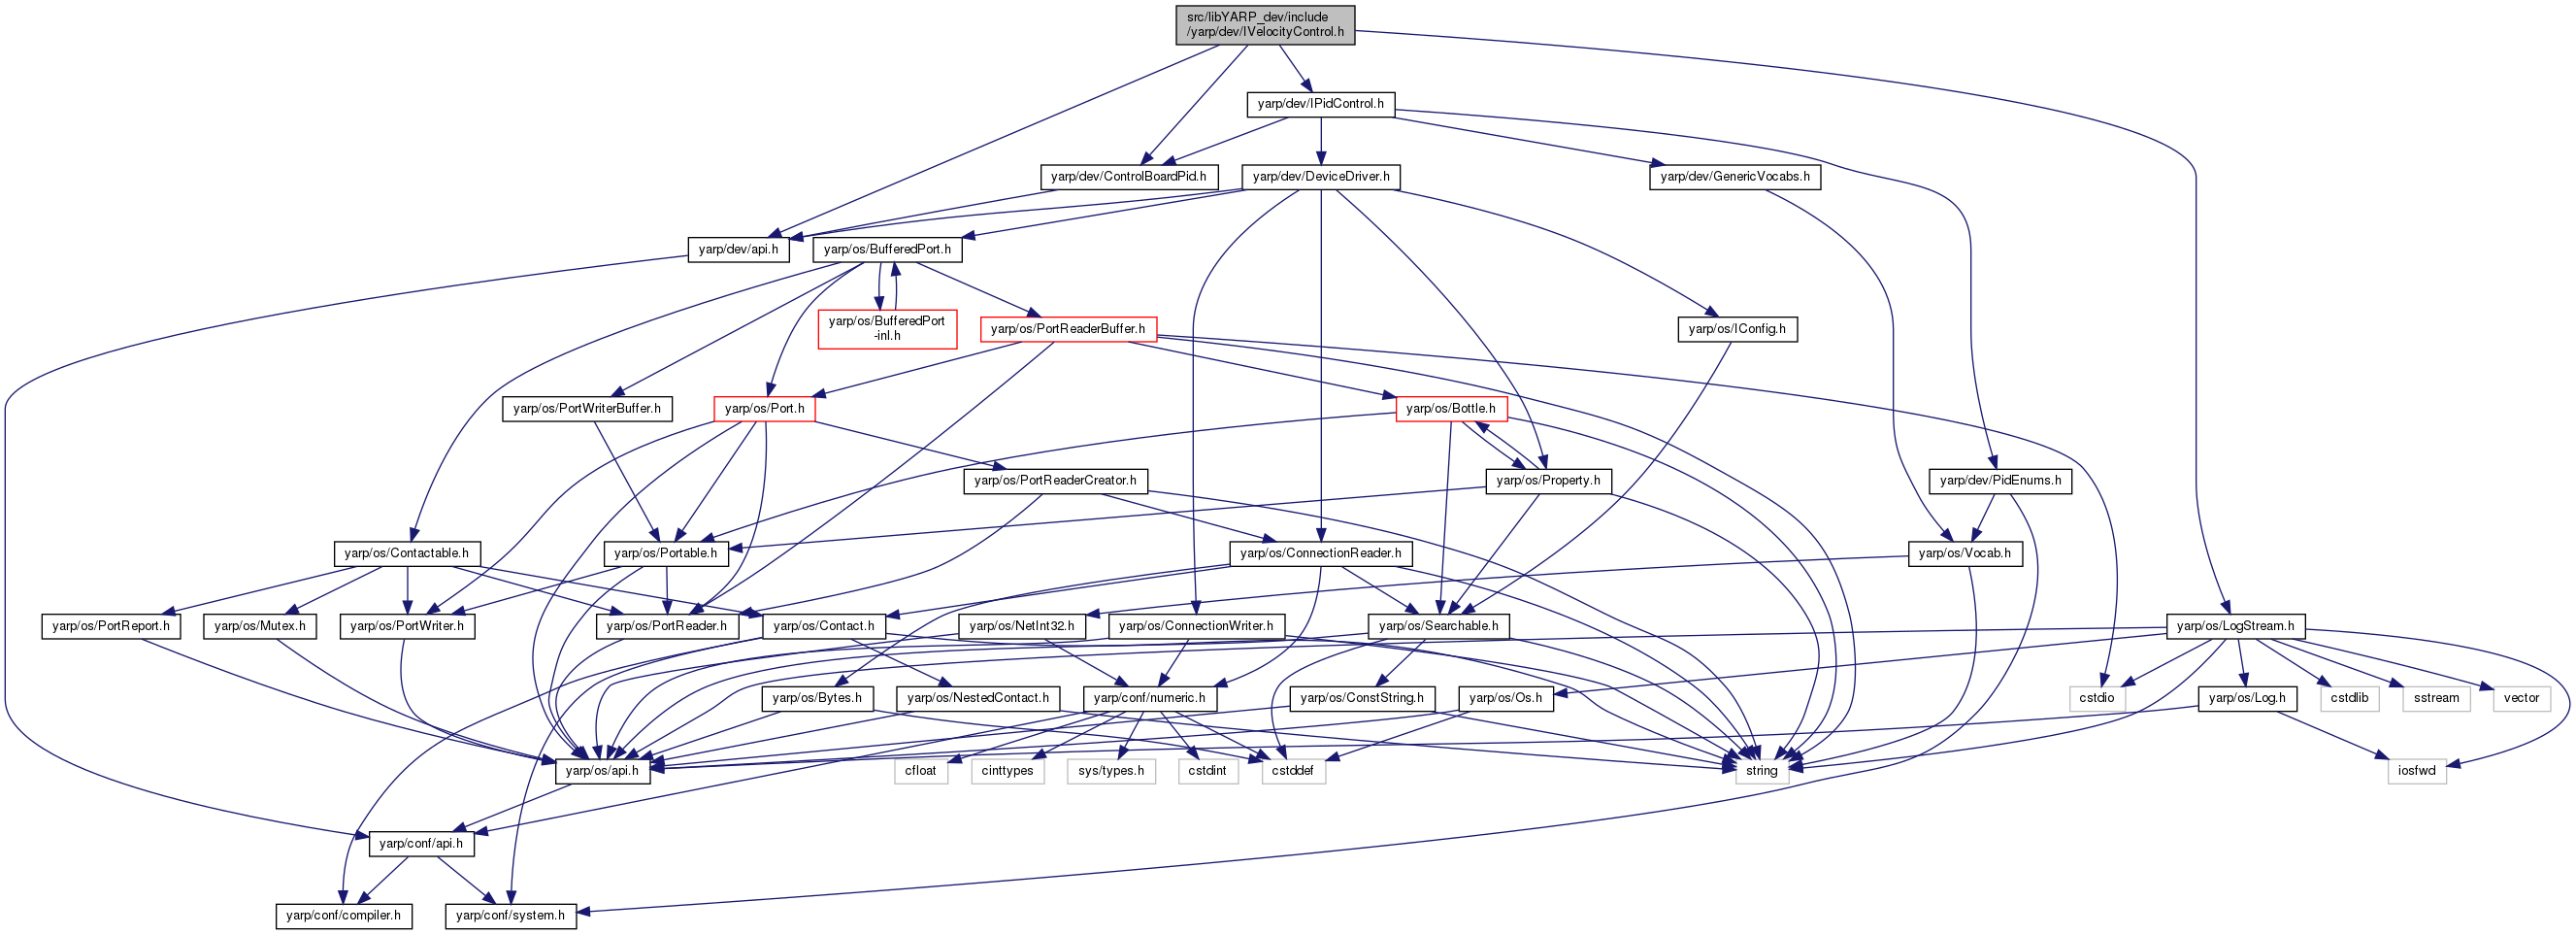 src/libYARP_dev/include
/yarp/dev/IVelocityControl.h
yarp/dev/IPidControl.h
yarp/dev/ControlBoardPid.h
yarp/dev/DeviceDriver.h
yarp/dev/GenericVocabs.h
yarp/dev/api.h
yarp/os/BufferedPort.h
yarp/os/BufferedPort
-inl.h
yarp/os/PortReaderBuffer.h
yarp/os/IConfig.h
yarp/os/PortWriterBuffer.h
yarp/os/Port.h
yarp/os/Bottle.h
yarp/os/PortReaderCreator.h
yarp/os/Property.h
yarp/dev/PidEnums.h
yarp/os/Contactable.h
yarp/os/Portable.h
yarp/os/ConnectionReader.h
yarp/os/Vocab.h
yarp/os/PortReport.h
yarp/os/Mutex.h
yarp/os/PortWriter.h
yarp/os/PortReader.h
yarp/os/Contact.h
yarp/os/NetInt32.h
yarp/os/ConnectionWriter.h
yarp/os/Searchable.h
yarp/os/LogStream.h
yarp/os/Bytes.h
yarp/os/NestedContact.h
yarp/conf/numeric.h
yarp/os/ConstString.h
yarp/os/Os.h
cstdio
yarp/os/Log.h
cstdlib
sstream
vector
yarp/os/api.h
cfloat
cinttypes
sys/types.h
cstdint
cstddef
string
iosfwd
yarp/conf/api.h
yarp/conf/compiler.h
yarp/conf/system.h